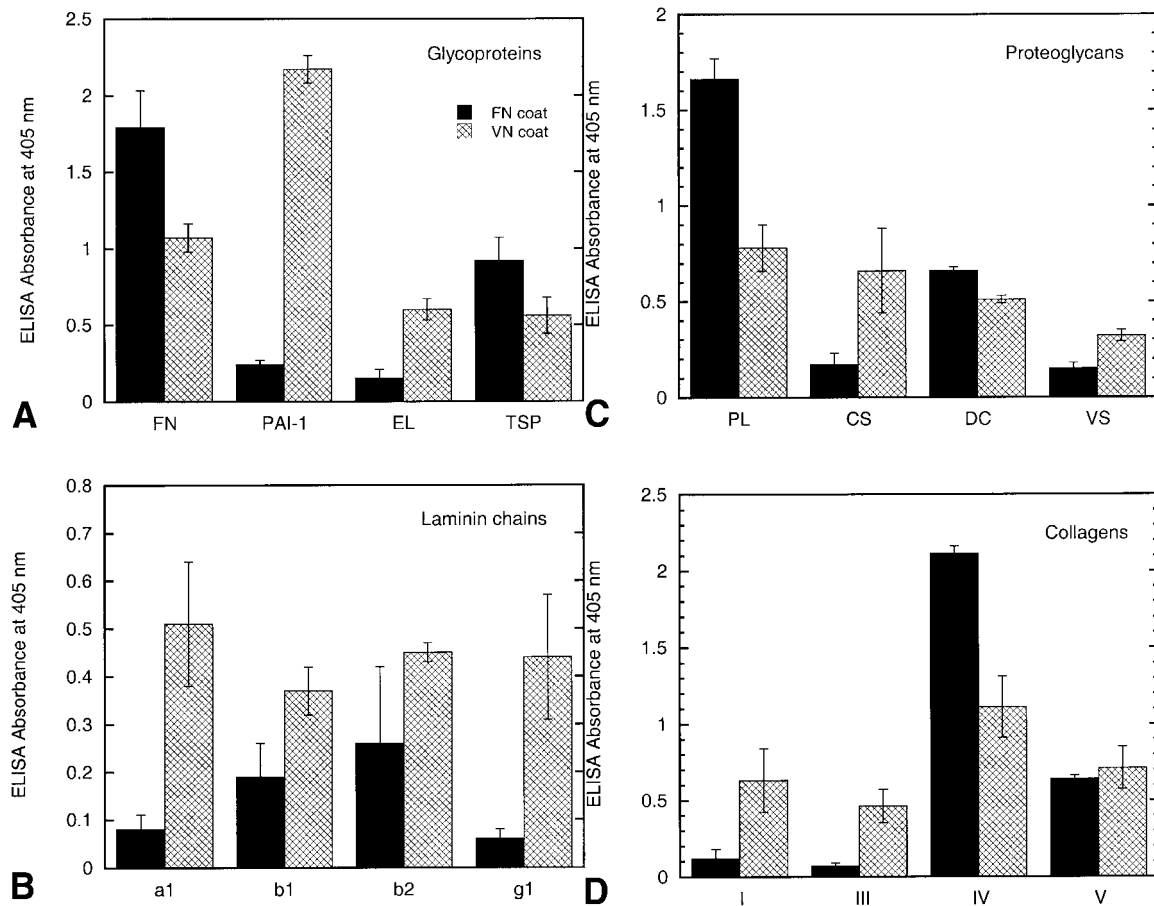 2.5
2
1.5
1
0.5
0
ELISA Absorbance at 405 nm
Glycoproteins
FN coat
VN coat
FN PAI-1 EL TSP
A
2
1.5
1
0.5
0
ELISA Absorbance at 405 nm
Proteoglycans
PL CS DC VS
C
0.8
0.7
0.6
0.5
0.4
0.3
0.2
0.1
0
ELISA Absorbance at 405 nm
Laminin chains
a1 b1 b2 g1
B
2.5
2
1.5
1
0.5
0
ELISA Absorbance at 405 nm
Collagens
I III IV V
D